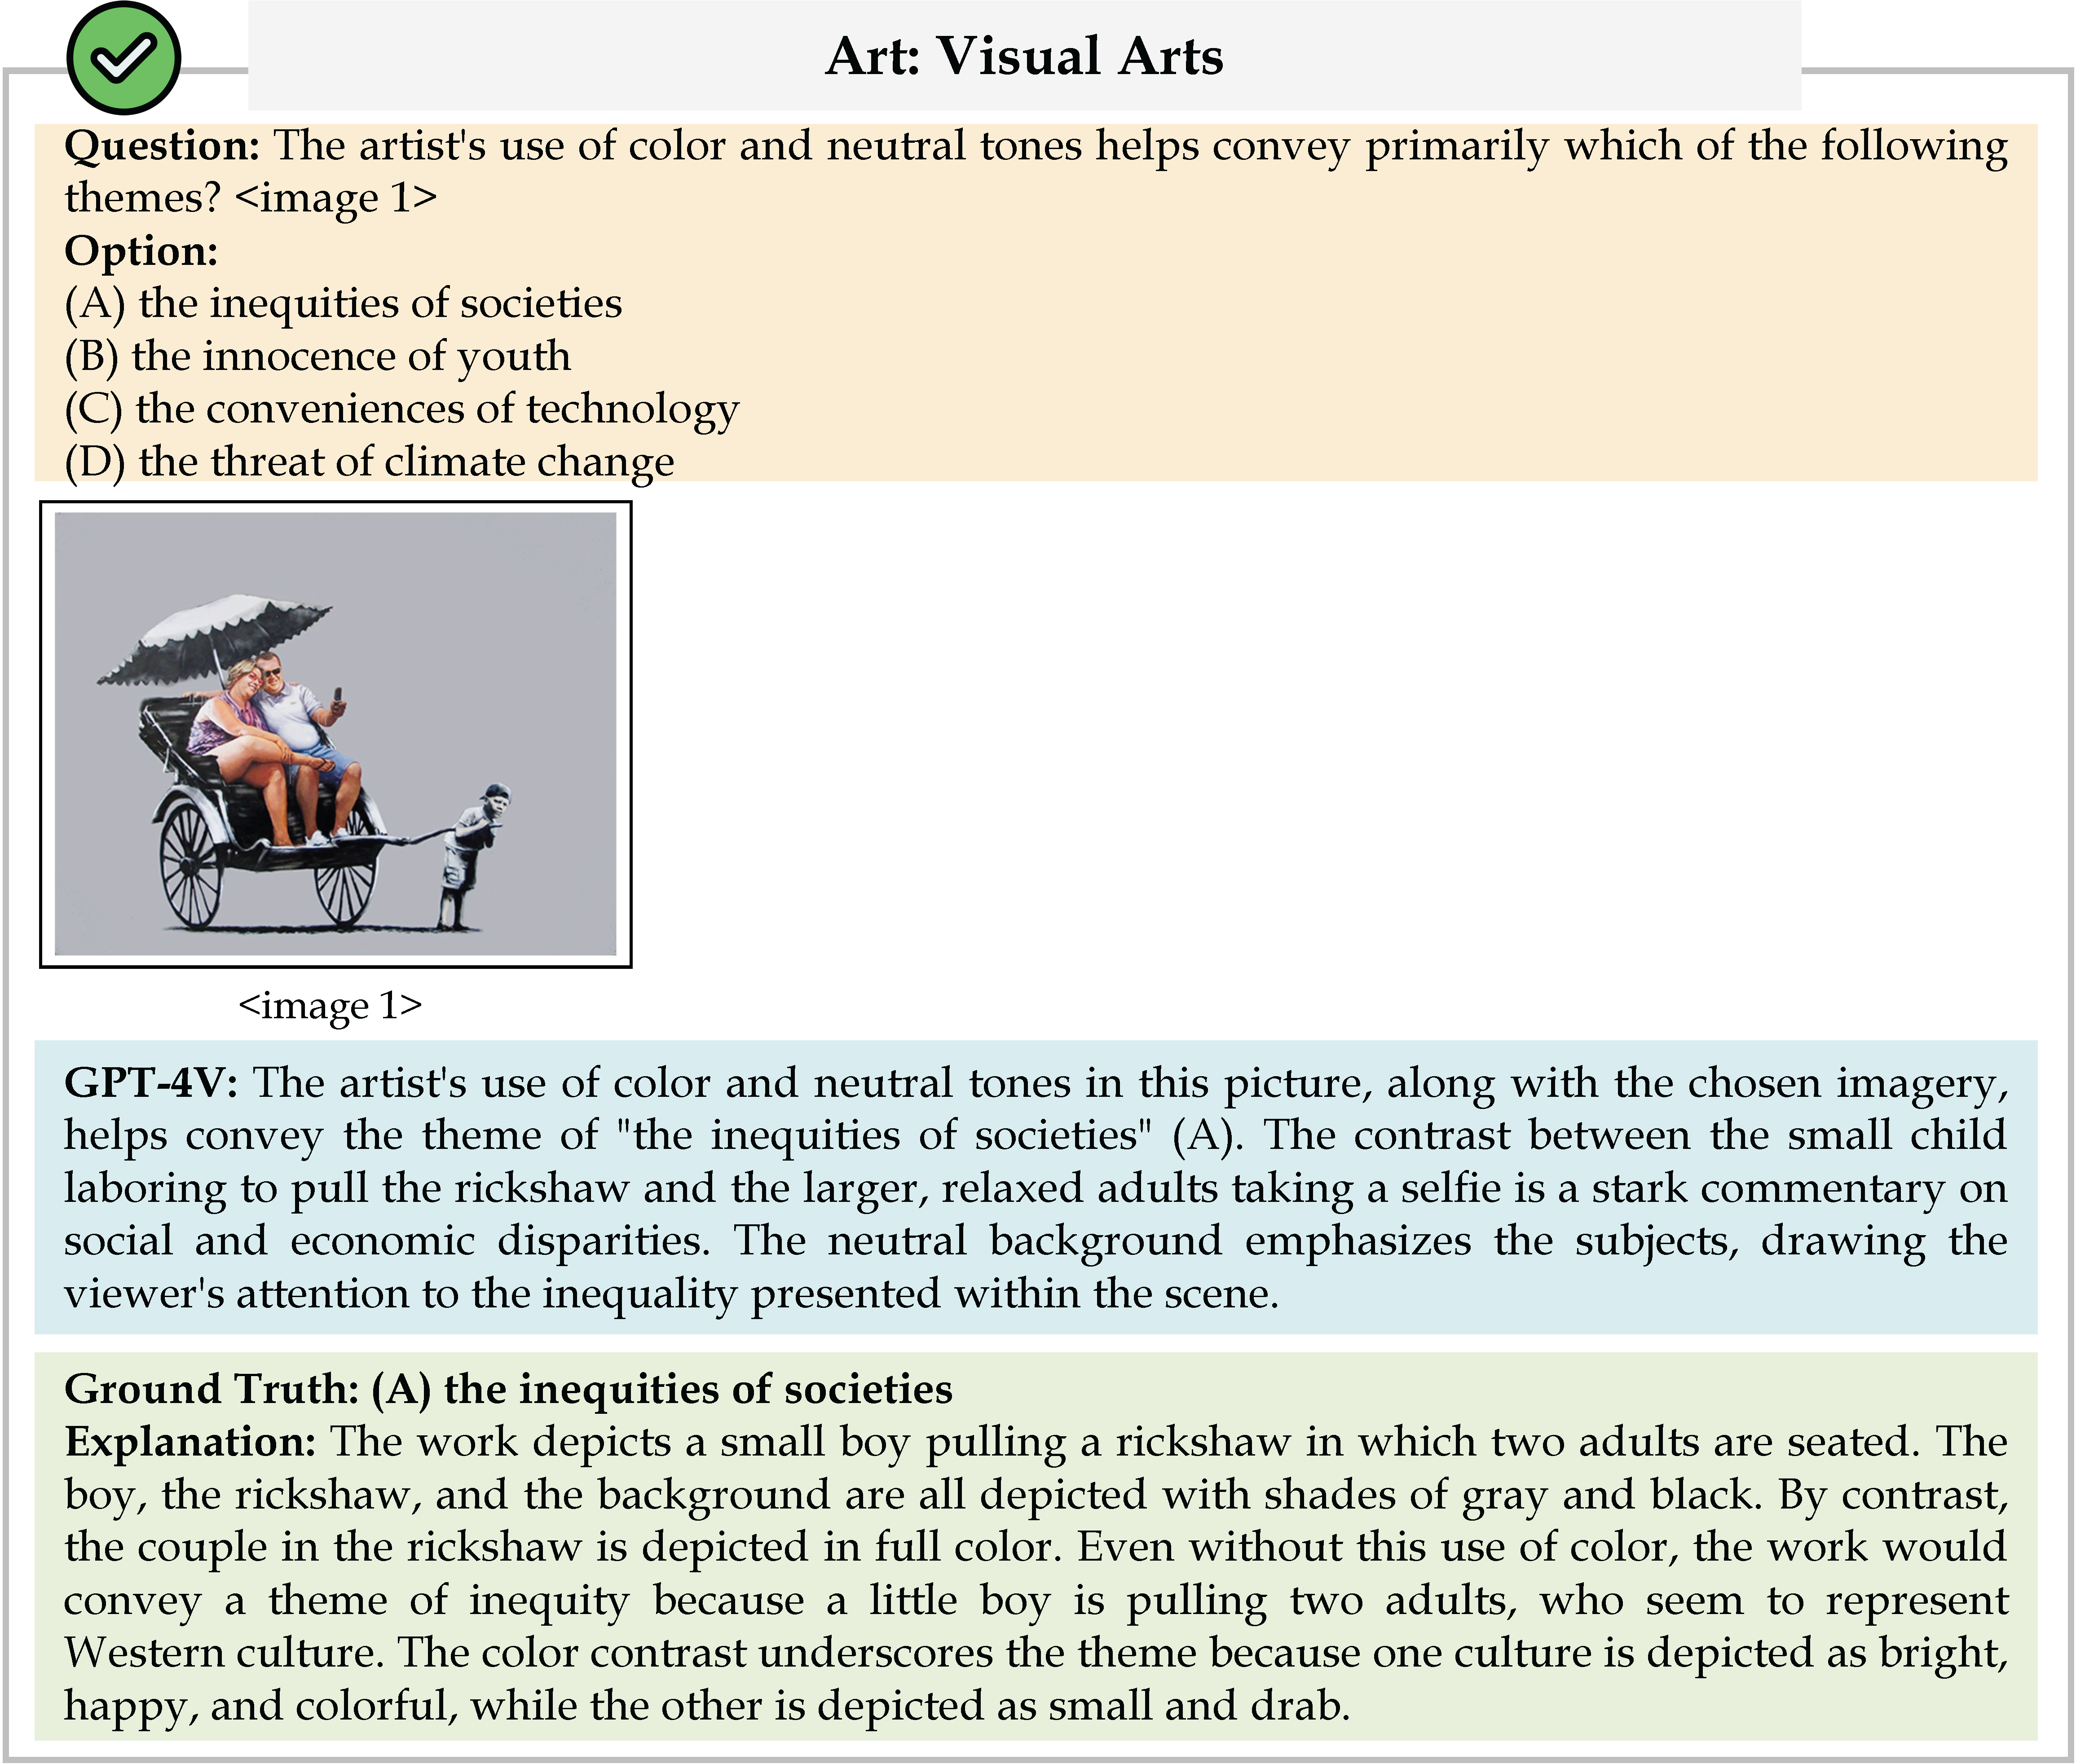 Art: Visual Arts
Question: The artist's use of color and neutral tones helps convey primarily which of the following
themes? <image 1>
Option:
(A) the inequities of societies
(B) the innocence of youth
(C) the conveniences of technology
(D) the threat of climate change
<image 1>
GPT-4V: The artist's use of color and neutral tones in this picture, along with the chosen imagery,
helps convey the theme of "the inequities of societies" (A). The contrast between the small child
laboring to pull the rickshaw and the larger, relaxed adults taking a selfie is a stark commentary on
social and economic disparities. The neutral background emphasizes the subjects, drawing the
viewer's attention to the inequality presented within the scene.
Ground Truth: (A) the inequities of societies
Explanation: The work depicts a small boy pulling a rickshaw in which two adults are seated. The
boy, the rickshaw, and the background are all depicted with shades of gray and black. By contrast,
the couple in the rickshaw is depicted in full color. Even without this use of color, the work would
convey a theme of inequity because a little boy is pulling two adults, who seem to represent
Western culture. The color contrast underscores the theme because one culture is depicted as bright,
happy, and colorful, while the other is depicted as small and drab.